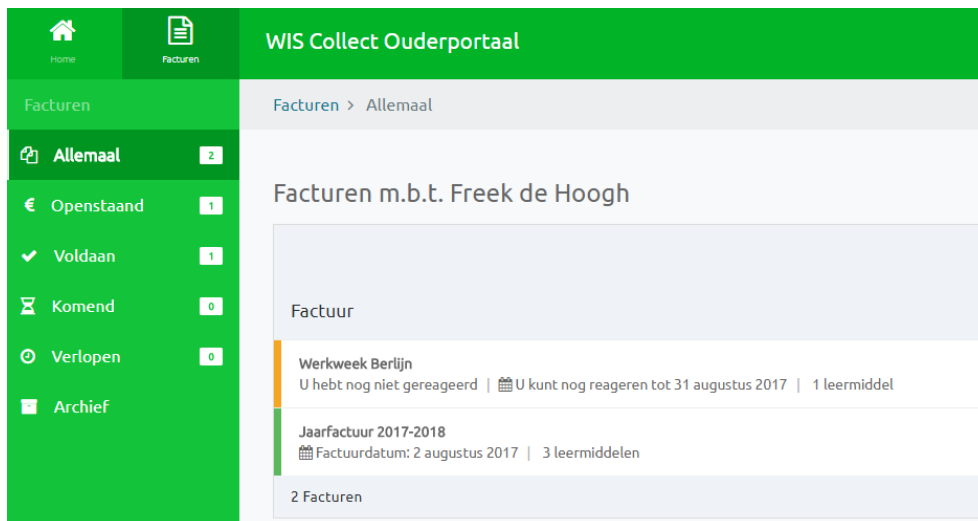 Home
Facturen
WIS Collect Ouderportaal
Facturen
Facturen > Allemaal
Allemaal 2
€ Openstaand 1
Voldaan 1
Komend 0
Verlopen 0
Archief
Facturen m.b.t. Freek de Hoogh
Factuur
Werkweek Berlijn
U hebt nog niet gereageerd | U kunt nog reageren tot 31 augustus 2017 | 1 leermiddel
Jaarfactuur 2017-2018
Factuurdatum: 2 augustus 2017 | 3 leermiddelen
2 Facturen